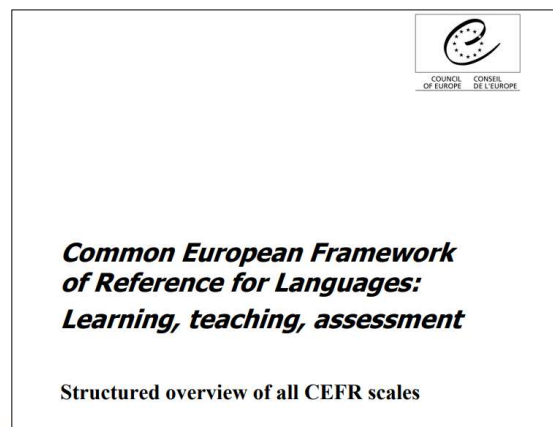 COUNCIL CONSEIL
OF EUROPE DE L'EUROPE
Common European Framework
of Reference for Languages:
Learning, teaching, assessment
Structured overview of all CEFR scales